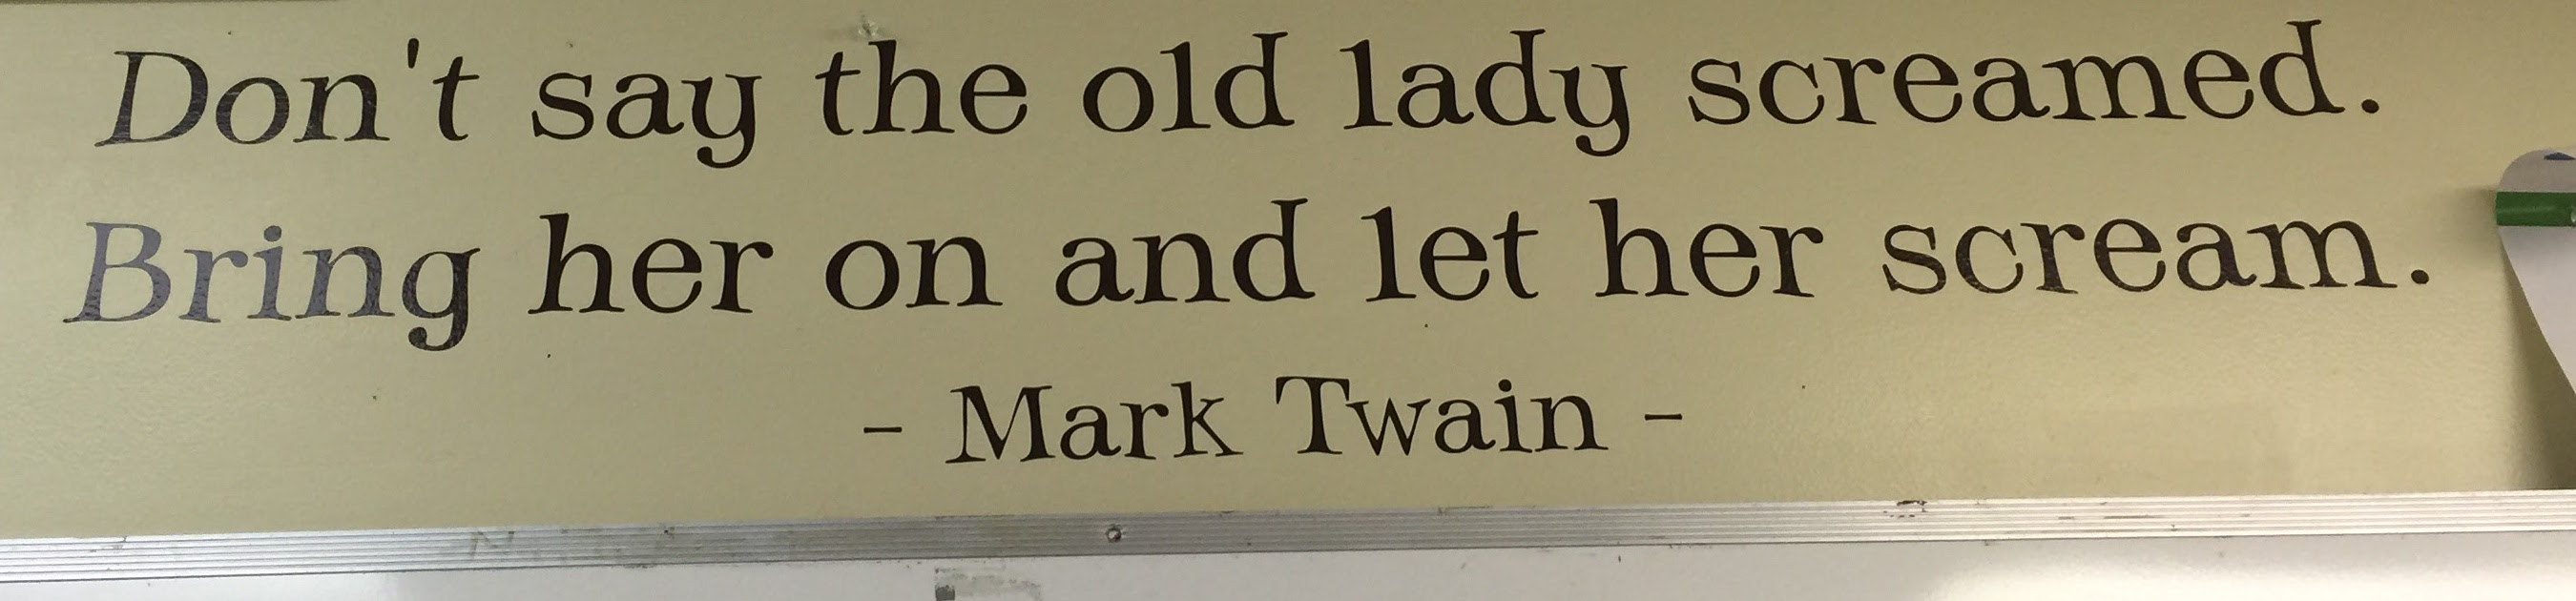 Don't say the old lady screamed.
Bring her on and let her scream.
- Mark Twain -